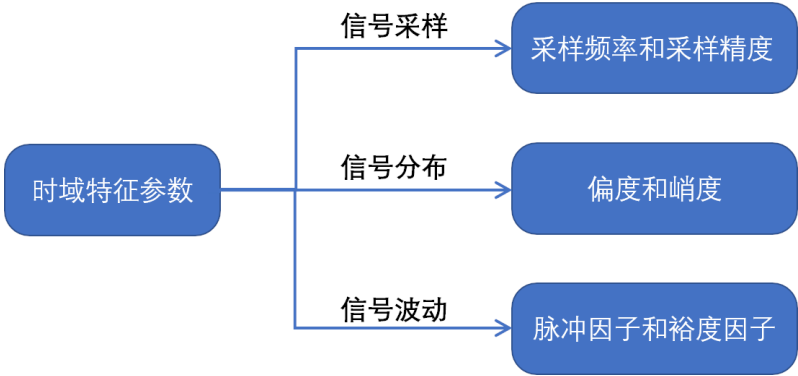 信号采样
采样频率和采样精度
时域特征参数
信号分布
偏度和峭度
信号波动
脉冲因子和裕度因子